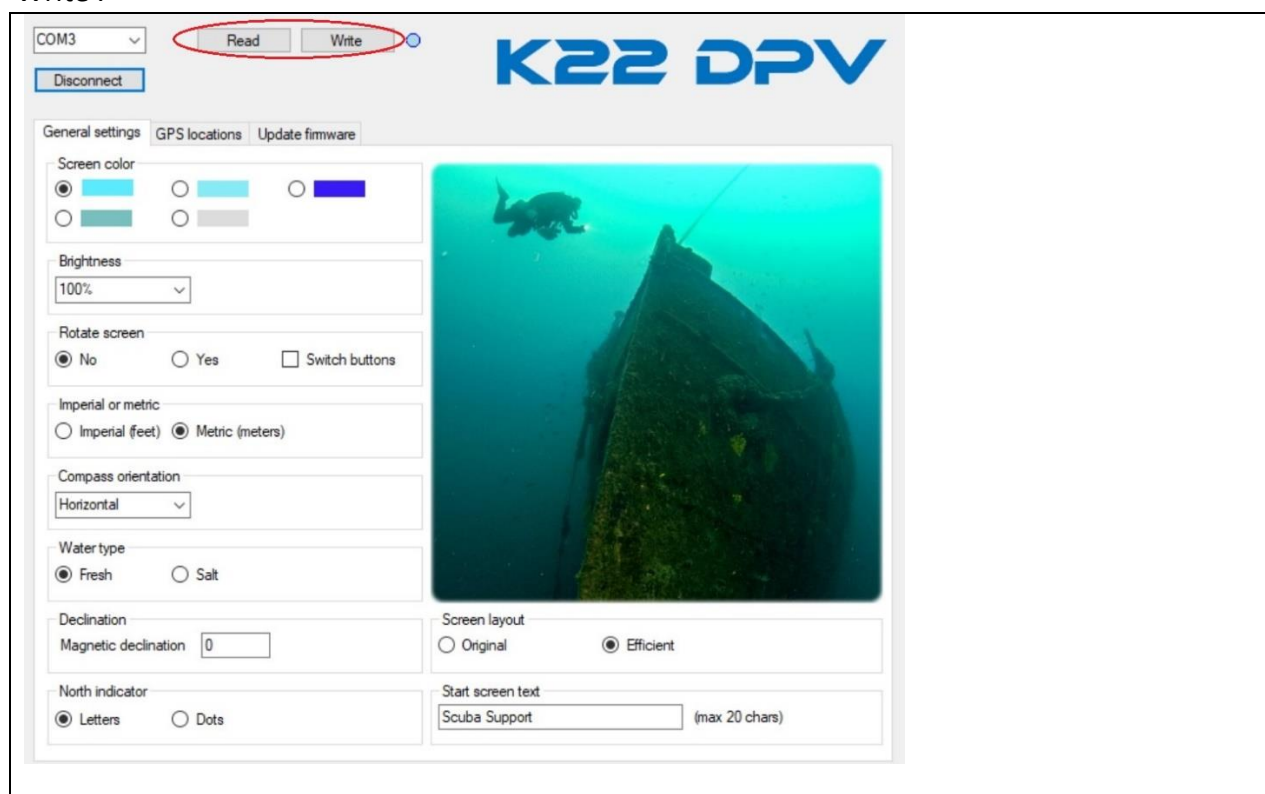 COM3 Read Write
K22 DPV
Disconnect
General settings GPS locations Update firmware
Screen color
Brightness
100%
Rotate screen
No Yes Switch buttons
Imperial or metric
Imperial (feet) Metric (meters)
Compass orientation
Horizontal
Water type
Fresh Salt
Declination
Magnetic declination 0
Screen layout
Original Efficient
North indicator
Letters Dots
Start screen text
Scuba Support (max 20 chars)